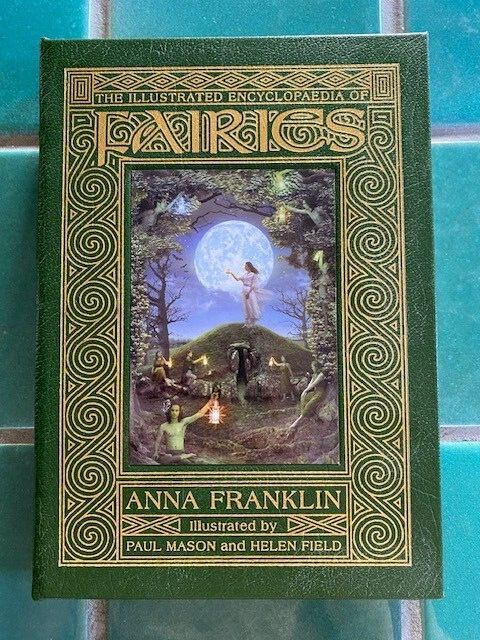 THE ILLUSTRATED ENCYCLOPAEDIA OF
FAIRIES
ANNA FRANKLIN
Illustrated by
PAUL MASON and HELEN FIELD